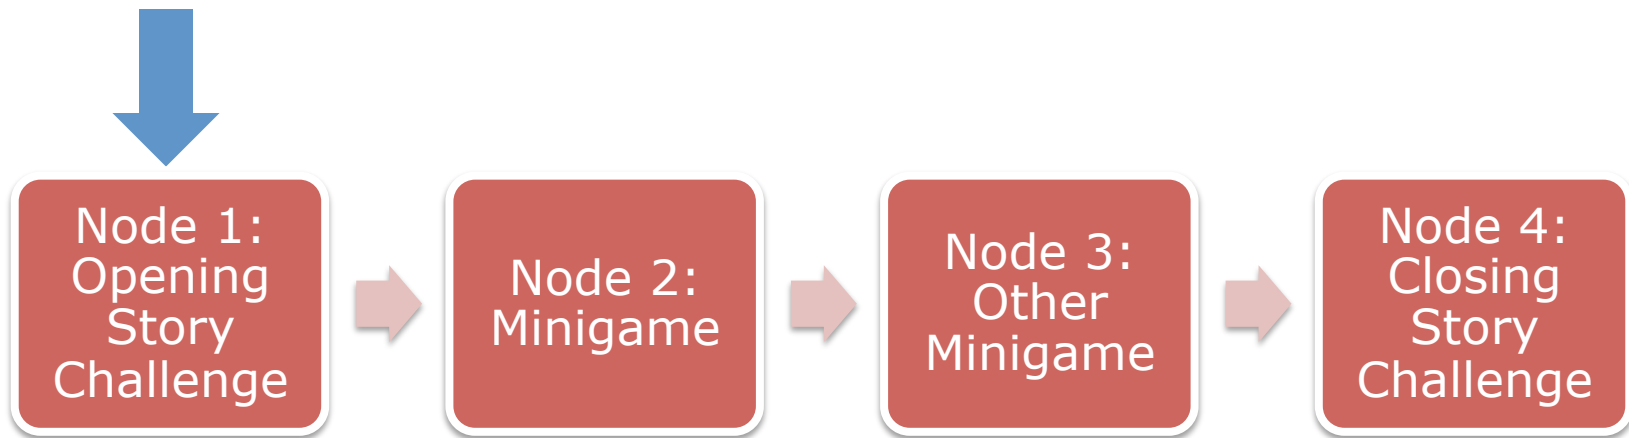 Node 1:
Opening
Story
Challenge
Node 2:
Minigame
Node 3:
Other
Minigame
Node 4:
Closing
Story
Challenge